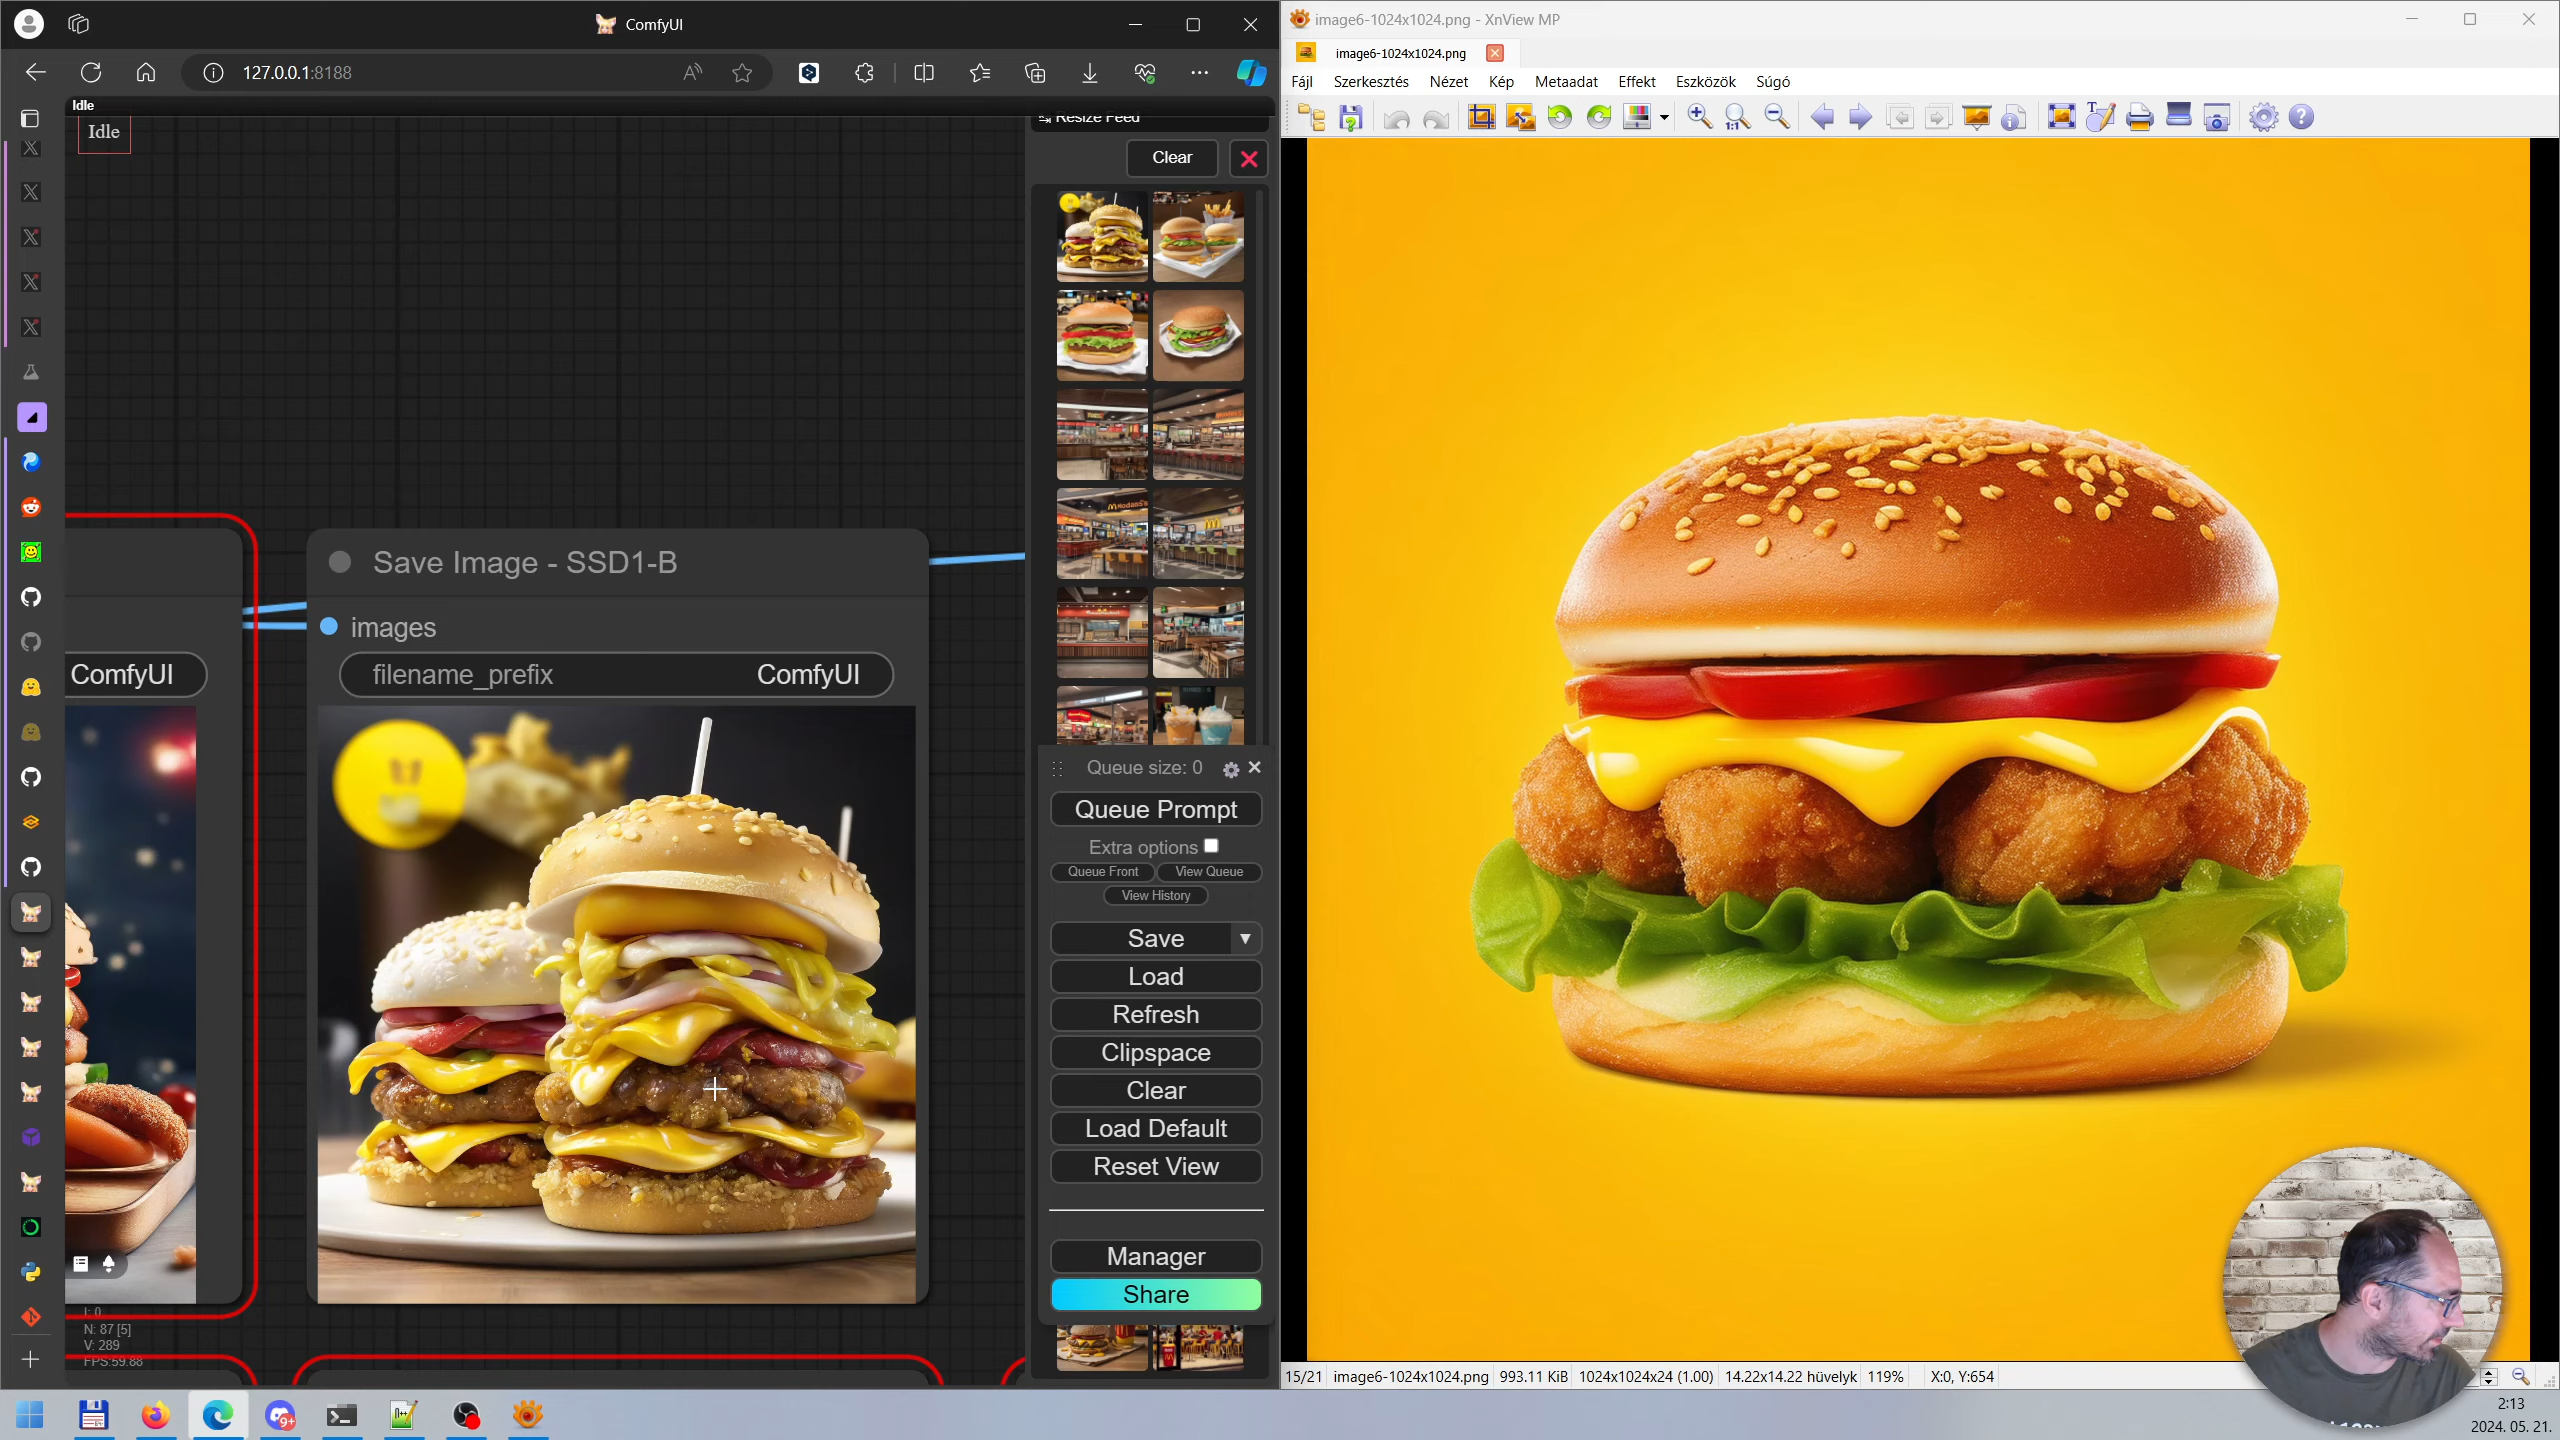 ComfyUI
127.0.0.1:8188
Idle
Idle
Resize Feed
Clear
Save Image - SSD1-B
images
ComfyUI
filename_prefix ComfyUI
Queue size: 0
Queue Prompt
Extra options
Queue Front View Queue
View History
Save
Load
Refresh
Clipspace
Clear
Load Default
Reset View
Manager
Share
I: 0
N: 87 [5]
V: 289
FPS:59.88
image6-1024x1024.png - XnView MP
image6-1024x1024.png
Fájl Szerkesztés Nézet Kép Metaadat Effekt Eszközök Súgó
15/21 image6-1024x1024.png 993.11 KiB 1024x1024x24 (1.00) 14.22x14.22 hüvelyk 119% X:0, Y:654
9+
2:13
2024. 05. 21.